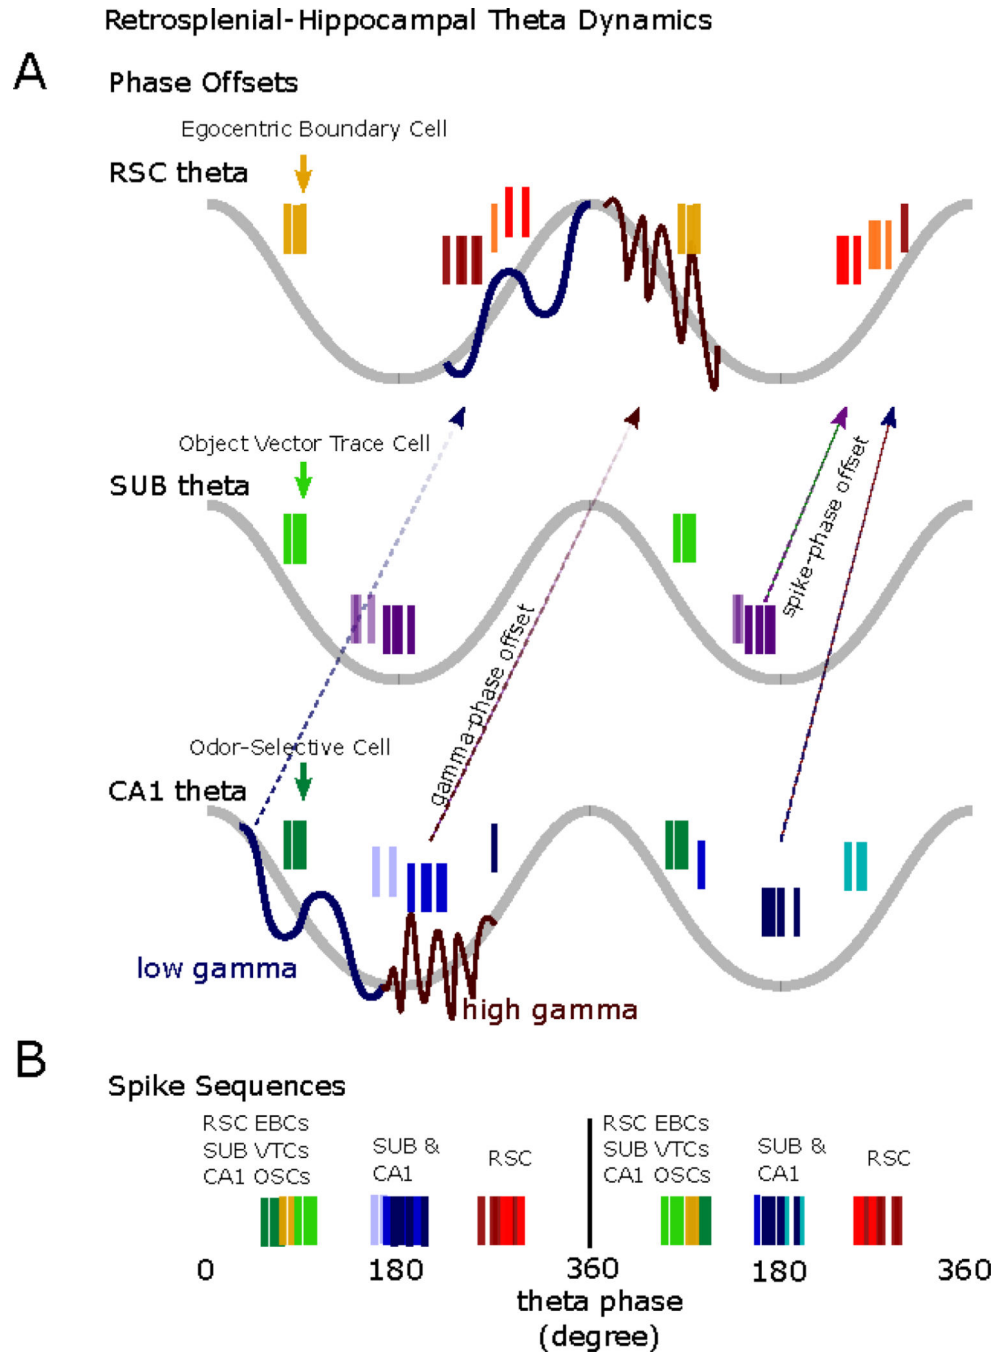 Retrosplenial-Hippocampal Theta Dynamics
A
Phase Offsets
Egocentric Boundary Cell
RSC theta
Object Vector Trace Cell
SUB theta
spike-phase offset
gamma-phase offset
Odor-Selective Cell
CA1 theta
low gamma
high gamma
B
Spike Sequences
RSC EBCs
SUB VTCs
CA1 OSCs
SUB &
CA1
RSC
RSC EBCs
SUB VTCs
CA1 OSCs
SUB &
CA1
RSC
0 180 360 180 360
theta phase
(degree)